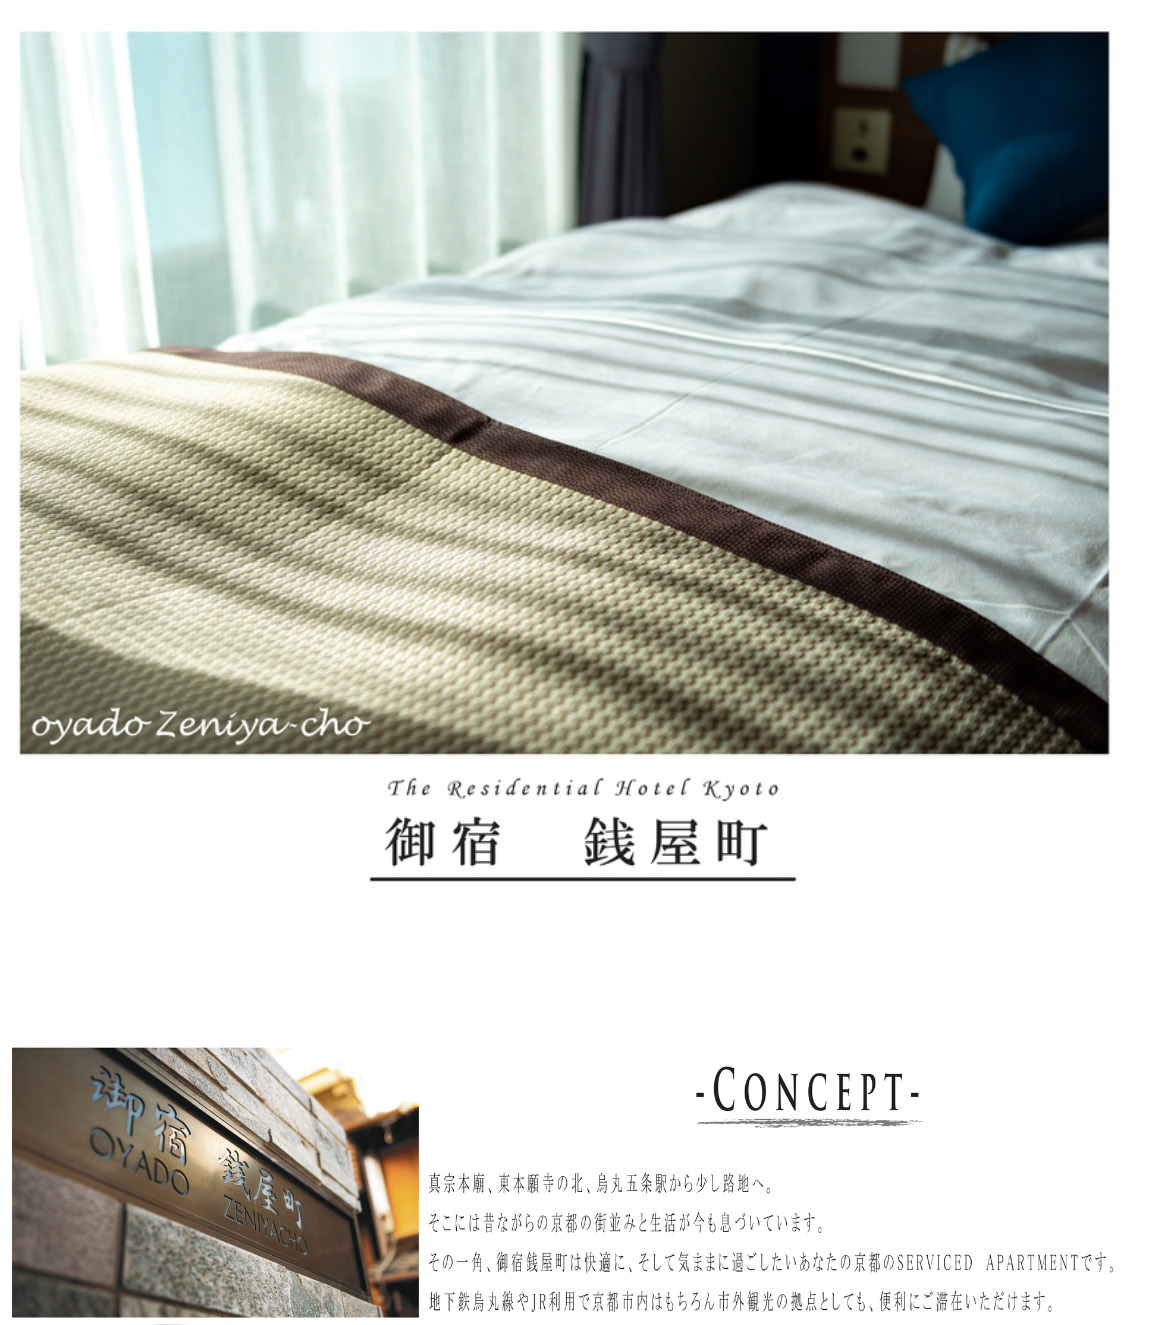 oyado Zeniya-cho
The Residential Hotel Kyoto
御宿　銭屋町
御宿 銭屋町
OYADO ZENIYACHO
-CONCEPT-
真宗本廟、東本願寺の北、烏丸五条駅から少し路地へ。
そこには昔ながらの京都の街並みと生活が今も息づいています。
その一角、御宿銭屋町は快適に、そして気ままに過ごしたいあなたの京都のSERVICED　APARTMENTです。
地下鉄烏丸線やJR利用で京都市内はもちろん市外観光の拠点としても、便利にご滞在いただけます。